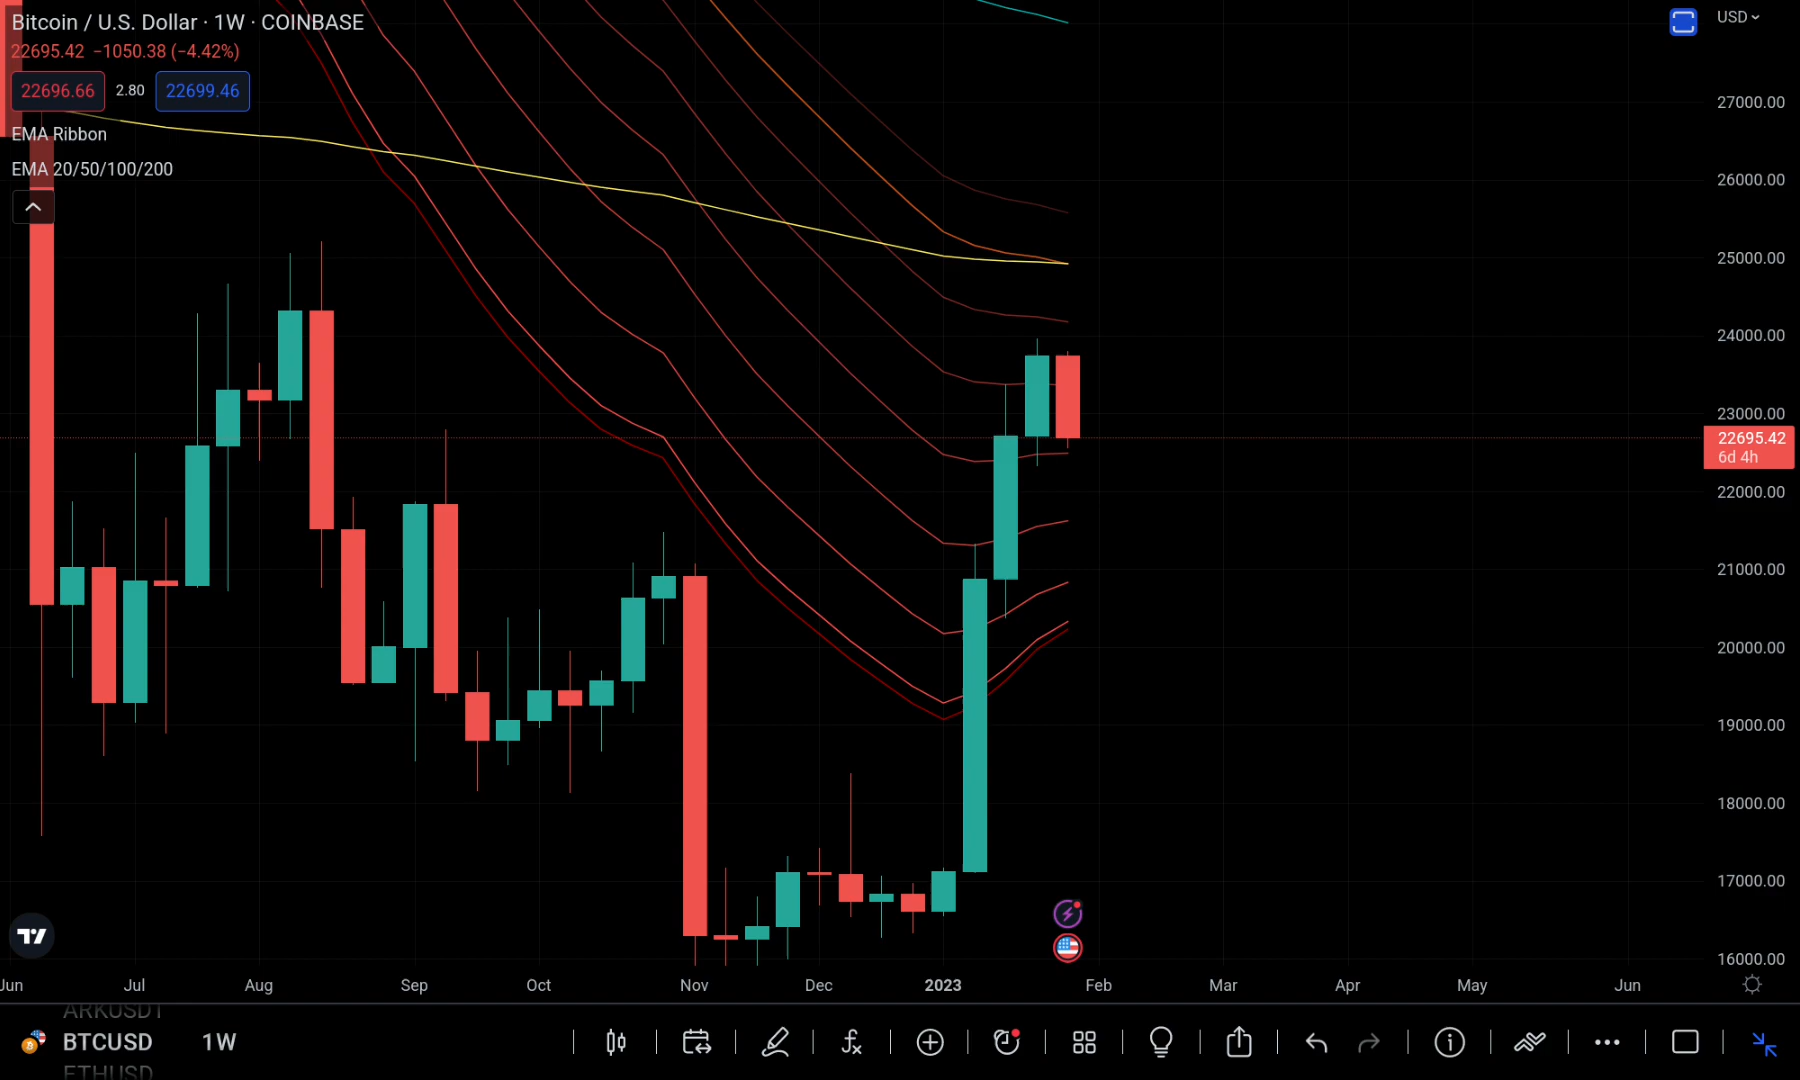 Bitcoin / U.S. Dollar · 1W · COINBASE
USD
22695.42 −1050.38 (−4.42%)
22696.66 2.80 22699.46
EMA Ribbon
EMA 20/50/100/200
27000.00
26000.00
25000.00
24000.00
23000.00
22695.42
6d 4h
22000.00
21000.00
20000.00
19000.00
18000.00
17000.00
16000.00
Jun Jul Aug Sep Oct Nov Dec 2023 Feb Mar Apr May Jun
ARKUSDT
BTCUSD 1W
ETHUSD